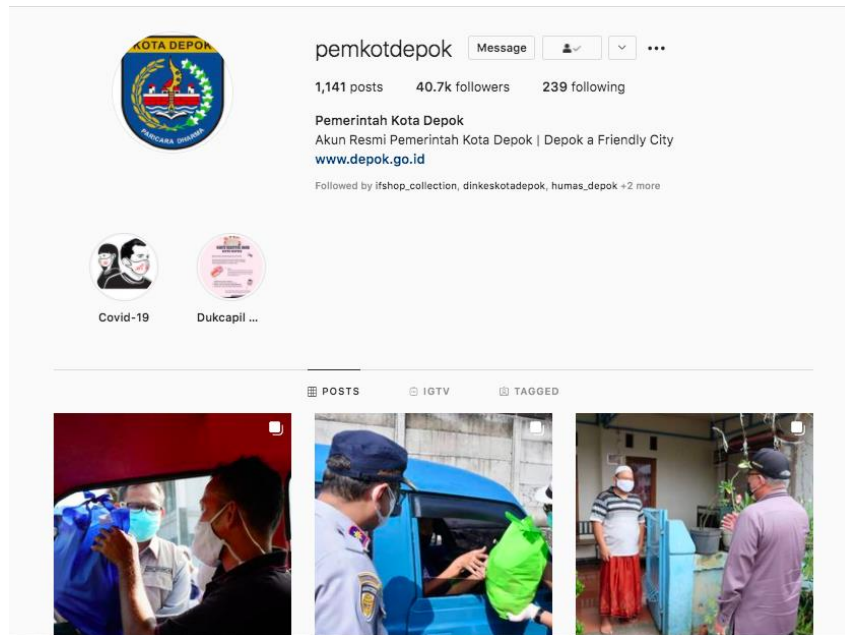 KOTA DEPOK
PARICARA DHARMA
pemkotdepok Message
1,141 posts 40.7k followers 239 following
Pemerintah Kota Depok
Akun Resmi Pemerintah Kota Depok | Depok a Friendly City
www.depok.go.id
Followed by ifshop_collection, dinkeskotadepok, humas_depok +2 more
Covid-19 Dukcapil ...
POSTS IGTV TAGGED